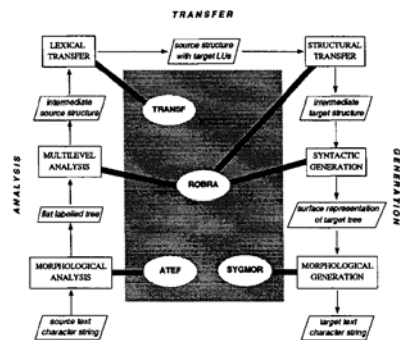 TRANSFER
LEXICAL
TRANSFER
source structure
with target LUs
STRUCTURAL
TRANSFER
intermediate
source structure
TRANSF
intermediate
target structure
ANALYSIS
MULTILEVEL
ANALYSIS
ROBRA
SYNTACTIC
GENERATION
GENERATION
flat labelled tree
surface representation
of target tree
MORPHOLOGICAL
ANALYSIS
ATEF
SYGMOR
MORPHOLOGICAL
GENERATION
source text
character string
target text
character string